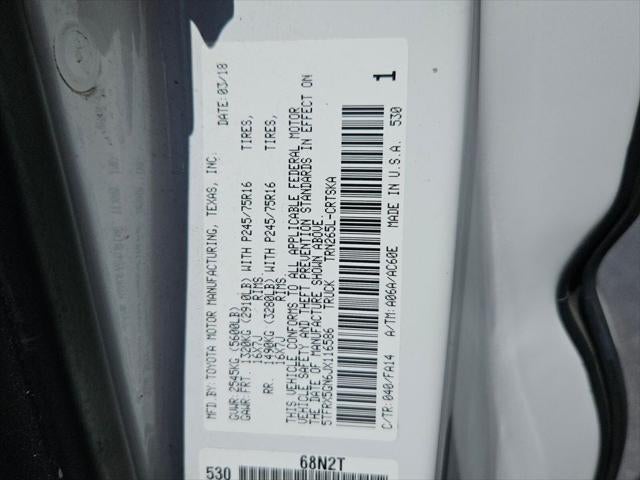 MFD.BY:TOYOTA MOTOR MANUFACTURING, TEXAS, INC. DATE:03/18
GVWR: 2545KG (5600LB)
GAWR:FRT. 1320KG (2910LB) WITH P245/75R16 TIRES,
16X7J RIMS,
RR. 1490KG (3280LB) WITH P245/75R16 TIRES,
16X7J RIMS.
THIS VEHICLE CONFORMS TO ALL APPLICABLE FEDERAL MOTOR
VEHICLE SAFETY AND THEFT PREVENTION STANDARDS IN EFFECT ON
THE DATE OF MANUFACTURE SHOWN ABOVE.
5TFRX5GN6JX116586 TRUCK TRN265L-CRTSKA
C/TR: 040/FA14 A/TM: A06A/AC60E MADE IN U.S.A. 530
1
530
68N2T